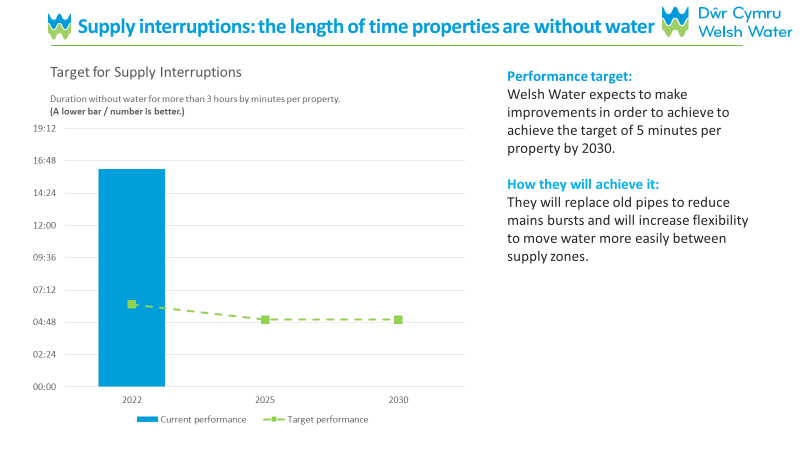 Supply interruptions: the length of time properties are without water
Dŵr Cymru
Welsh Water
Target for Supply Interruptions
Duration without water for more than 3 hours by minutes per property.
(A lower bar / number is better.)
19:12
16:48
14:24
12:00
09:36
07:12
04:48
02:24
00:00
2022
2025
2030
Current performance
Target performance
Performance target:
Welsh Water expects to make
improvements in order to achieve to
achieve the target of 5 minutes per
property by 2030.
How they will achieve it:
They will replace old pipes to reduce
mains bursts and will increase flexibility
to move water more easily between
supply zones.